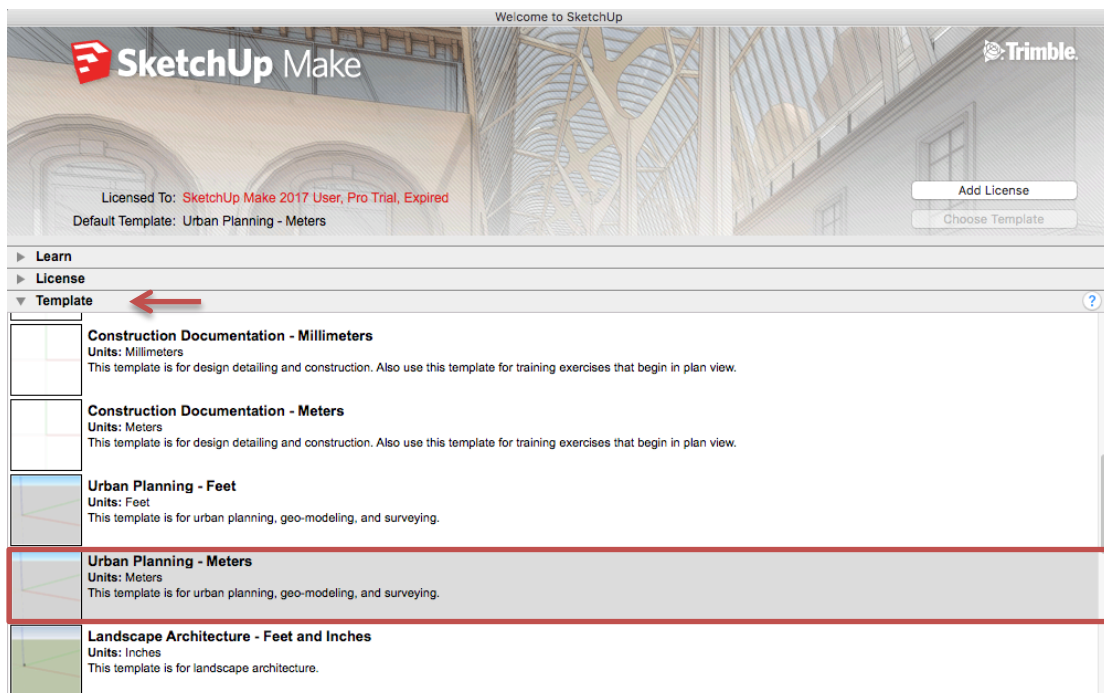 Welcome to SketchUp
SketchUp Make
Trimble.
Licensed To: SketchUp Make 2017 User, Pro Trial, Expired
Add License
Default Template: Urban Planning - Meters
Choose Template
Learn
License
Template
?
Construction Documentation - Millimeters
Units: Millimeters
This template is for design detailing and construction. Also use this template for training exercises that begin in plan view.
Construction Documentation - Meters
Units: Meters
This template is for design detailing and construction. Also use this template for training exercises that begin in plan view.
Urban Planning - Feet
Units: Feet
This template is for urban planning, geo-modeling, and surveying.
Urban Planning - Meters
Units: Meters
This template is for urban planning, geo-modeling, and surveying.
Landscape Architecture - Feet and Inches
Units: Inches
This template is for landscape architecture.